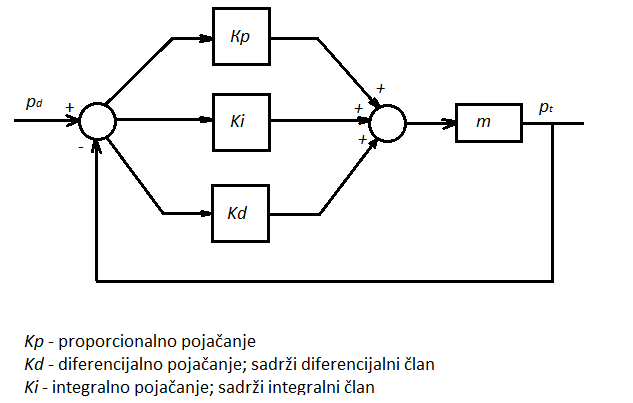 Kp
pd
+
+
pt
+
Ki
m
-
+
Kd
Kp - proporcionalno pojačanje
Kd - diferencijalno pojačanje; sadrži diferencijalni član
Ki - integralno pojačanje; sadrži integralni član